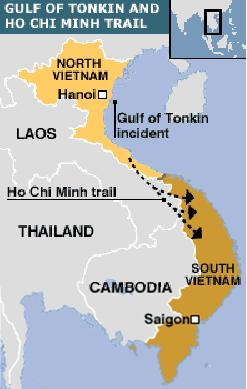 GULF OF TONKIN AND
HO CHI MINH TRAIL
NORTH
VIETNAM
Hanoi
Gulf of Tonkin
incident
LAOS
Ho Chi Minh trail
THAILAND
SOUTH
VIETNAM
CAMBODIA
Saigon